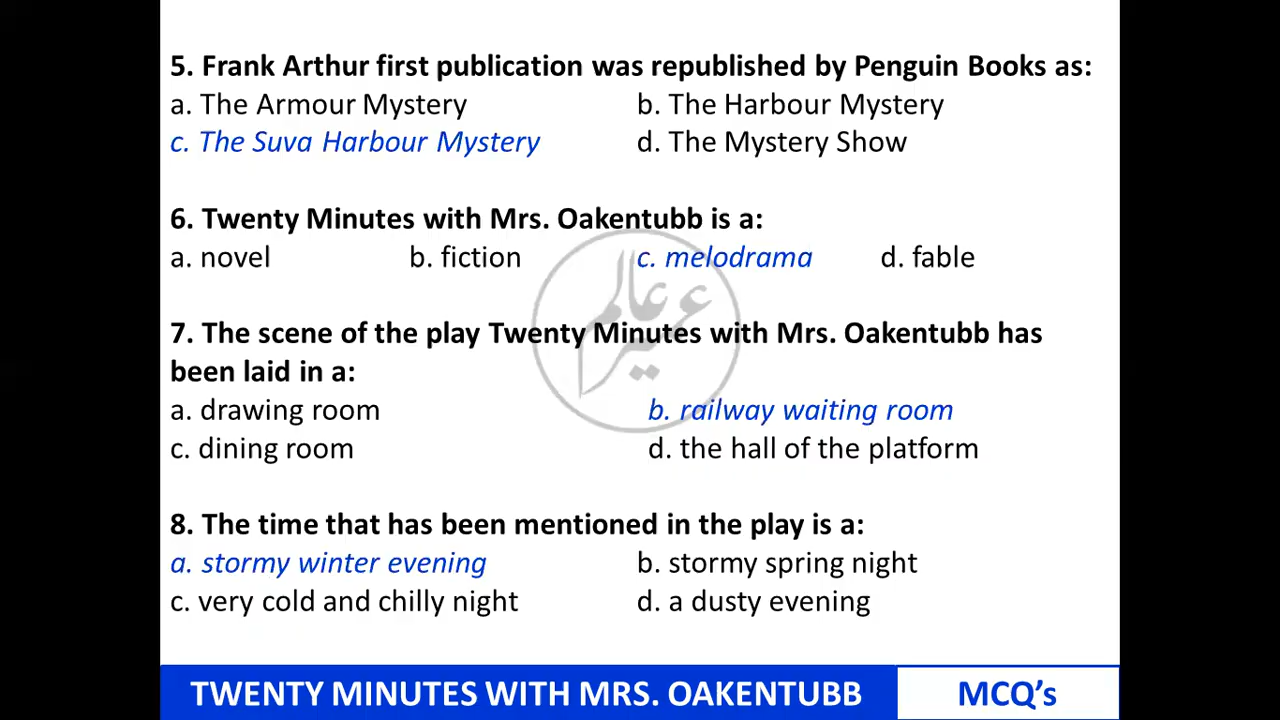 5. Frank Arthur first publication was republished by Penguin Books as:
a. The Armour Mystery b. The Harbour Mystery
c. The Suva Harbour Mystery d. The Mystery Show
6. Twenty Minutes with Mrs. Oakentubb is a:
a. novel b. fiction c. melodrama d. fable
7. The scene of the play Twenty Minutes with Mrs. Oakentubb has
been laid in a:
a. drawing room b. railway waiting room
c. dining room d. the hall of the platform
8. The time that has been mentioned in the play is a:
a. stormy winter evening b. stormy spring night
c. very cold and chilly night d. a dusty evening
TWENTY MINUTES WITH MRS. OAKENTUBB MCQ's